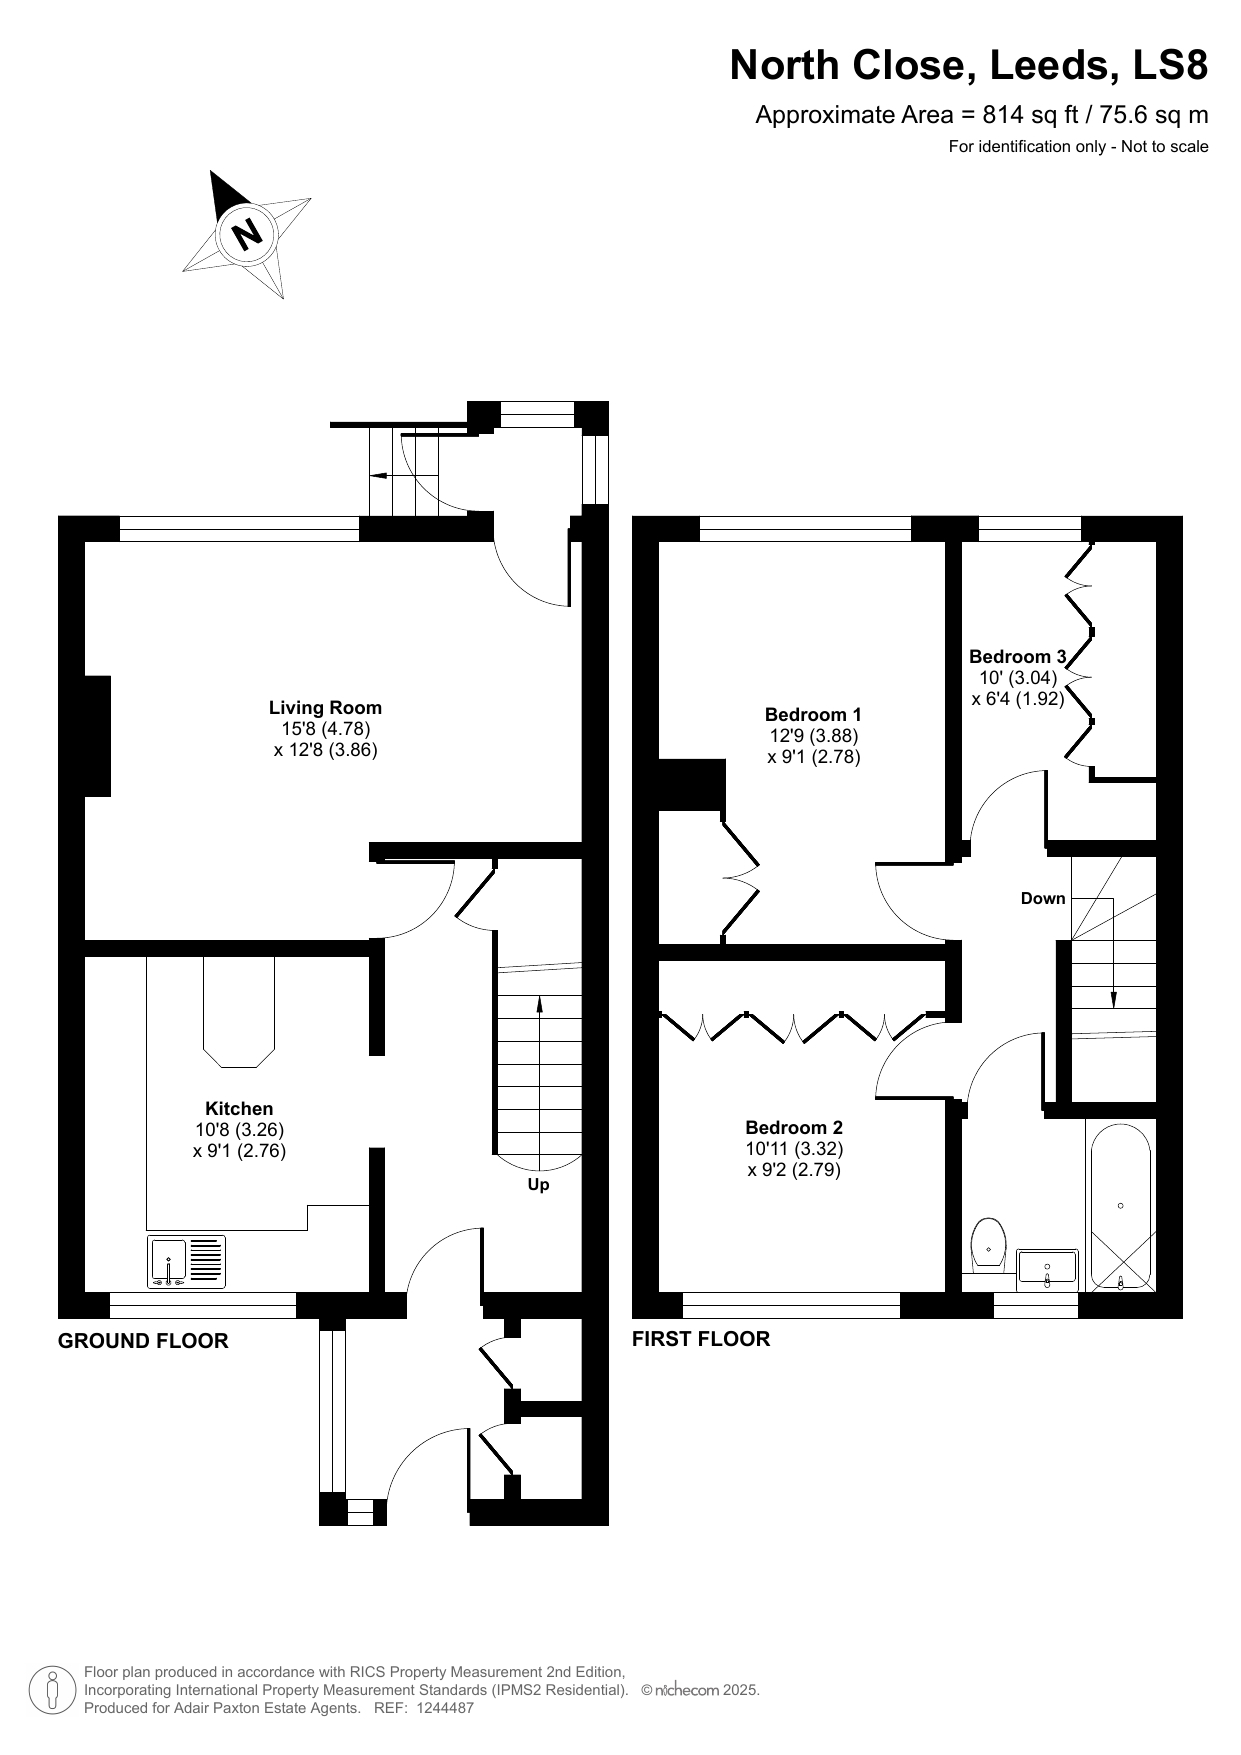 North Close, Leeds, LS8
Approximate Area = 814 sq ft / 75.6 sq m
For identification only - Not to scale
N
Living Room
15'8 (4.78)
x 12'8 (3.86)
Bedroom 1
12'9 (3.88)
x 9'1 (2.78)
Bedroom 3
10' (3.04)
x 6'4 (1.92)
Down
Kitchen
10'8 (3.26)
x 9'1 (2.76)
Up
Bedroom 2
10'11 (3.32)
x 9'2 (2.79)
GROUND FLOOR
FIRST FLOOR
Floor plan produced in accordance with RICS Property Measurement 2nd Edition,
Incorporating International Property Measurement Standards (IPMS2 Residential). © nichecom 2025.
Produced for Adair Paxton Estate Agents. REF: 1244487